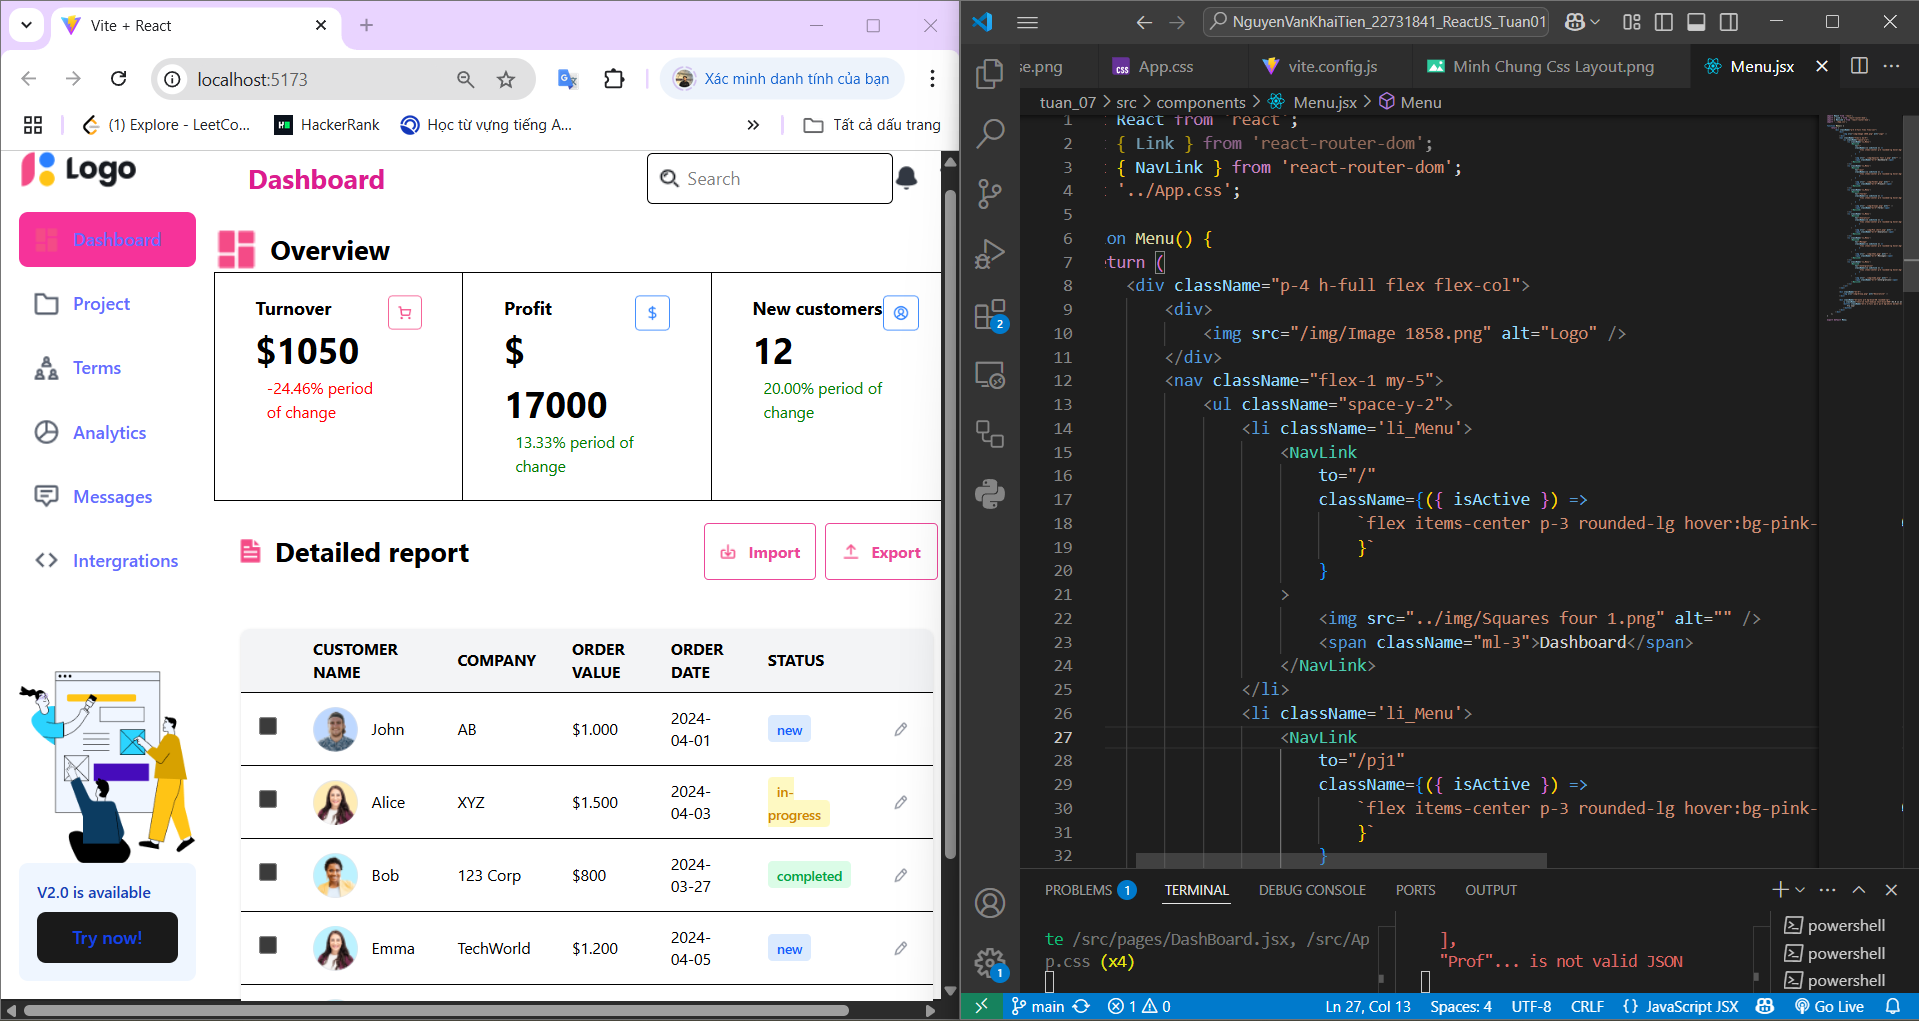 Vite + React
localhost:5173
Xác minh danh tính của bạn
(1) Explore - LeetCo...
HackerRank
Học từ vựng tiếng A...
Tất cả dấu trang
Logo
Dashboard
Search
Dashboard
Project
Terms
Analytics
Messages
Intergrations
V2.0 is available
Try now!
Overview
Turnover
$1050
-24.46% period
of change
Profit
$
17000
13.33% period of
change
New customers
12
20.00% period of
change
Detailed report
Import
Export
CUSTOMER NAME COMPANY ORDER VALUE ORDER DATE STATUS
John AB $1.000 2024-04-01 new
Alice XYZ $1.500 2024-04-03 in-progress
Bob 123 Corp $800 2024-03-27 completed
Emma TechWorld $1.200 2024-04-05 new
NguyenVanKhaiTien_22731841_ReactJS_Tuan01
se.png
App.css
vite.config.js
Minh Chung Css Layout.png
Menu.jsx
tuan_07 > src > components > Menu.jsx > Menu
1 React from 'react';
2 { Link } from 'react-router-dom';
3 { NavLink } from 'react-router-dom';
4 '../App.css';
5
6 on Menu() {
7 turn (
8 <div className="p-4 h-full flex flex-col">
9 <div>
10 <img src="/img/Image 1858.png" alt="Logo" />
11 </div>
12 <nav className="flex-1 my-5">
13 <ul className="space-y-2">
14 <li className='li_Menu'>
15 <NavLink
16 to="/"
17 className={({ isActive }) =>
18 `flex items-center p-3 rounded-lg hover:bg-pink-
19 }`
20 }
21 >
22 <img src="../img/Squares four 1.png" alt="" />
23 <span className="ml-3">Dashboard</span>
24 </NavLink>
25 </li>
26 <li className='li_Menu'>
27 <NavLink
28 to="/pj1"
29 className={({ isActive }) =>
30 `flex items-center p-3 rounded-lg hover:bg-pink-
31 }`
32 }
PROBLEMS 1 TERMINAL DEBUG CONSOLE PORTS OUTPUT
te /src/pages/DashBoard.jsx, /src/Ap
p.css (x4)
],
"Prof"... is not valid JSON
powershell
powershell
powershell
2
1
main 1 0 Ln 27, Col 13 Spaces: 4 UTF-8 CRLF {} JavaScript JSX Go Live